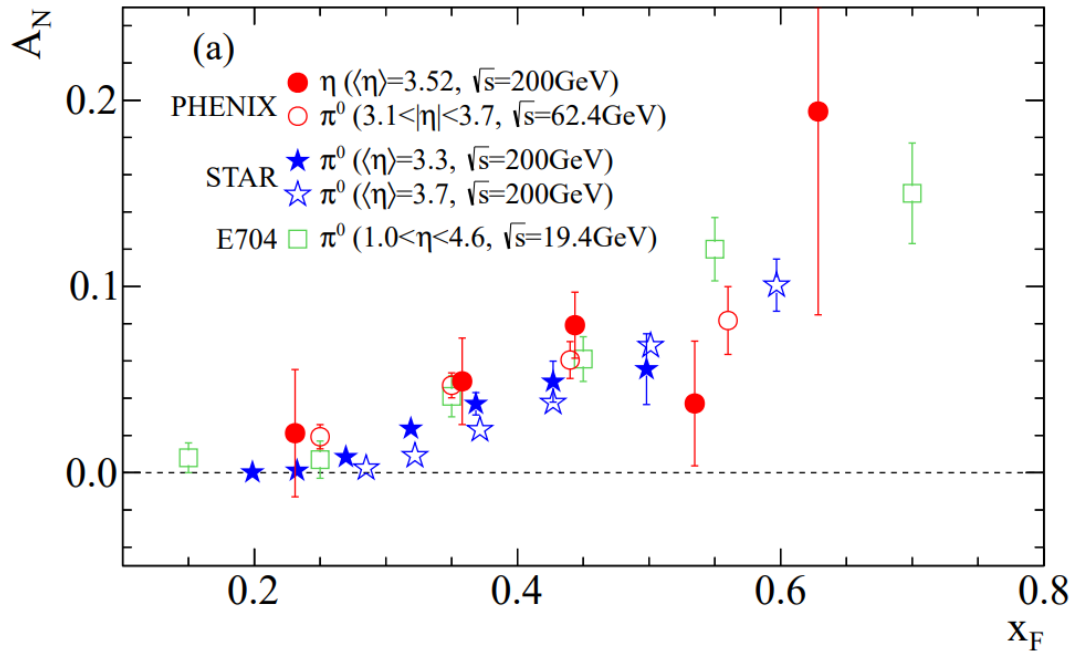 A_N
(a)
η (⟨η⟩=3.52, √s=200GeV)
PHENIX
π⁰ (3.1<|η|<3.7, √s=62.4GeV)
π⁰ (⟨η⟩=3.3, √s=200GeV)
STAR
π⁰ (⟨η⟩=3.7, √s=200GeV)
E704 π⁰ (1.0<η<4.6, √s=19.4GeV)
0.2
0.1
0.0
0.2 0.4 0.6 0.8
x_F